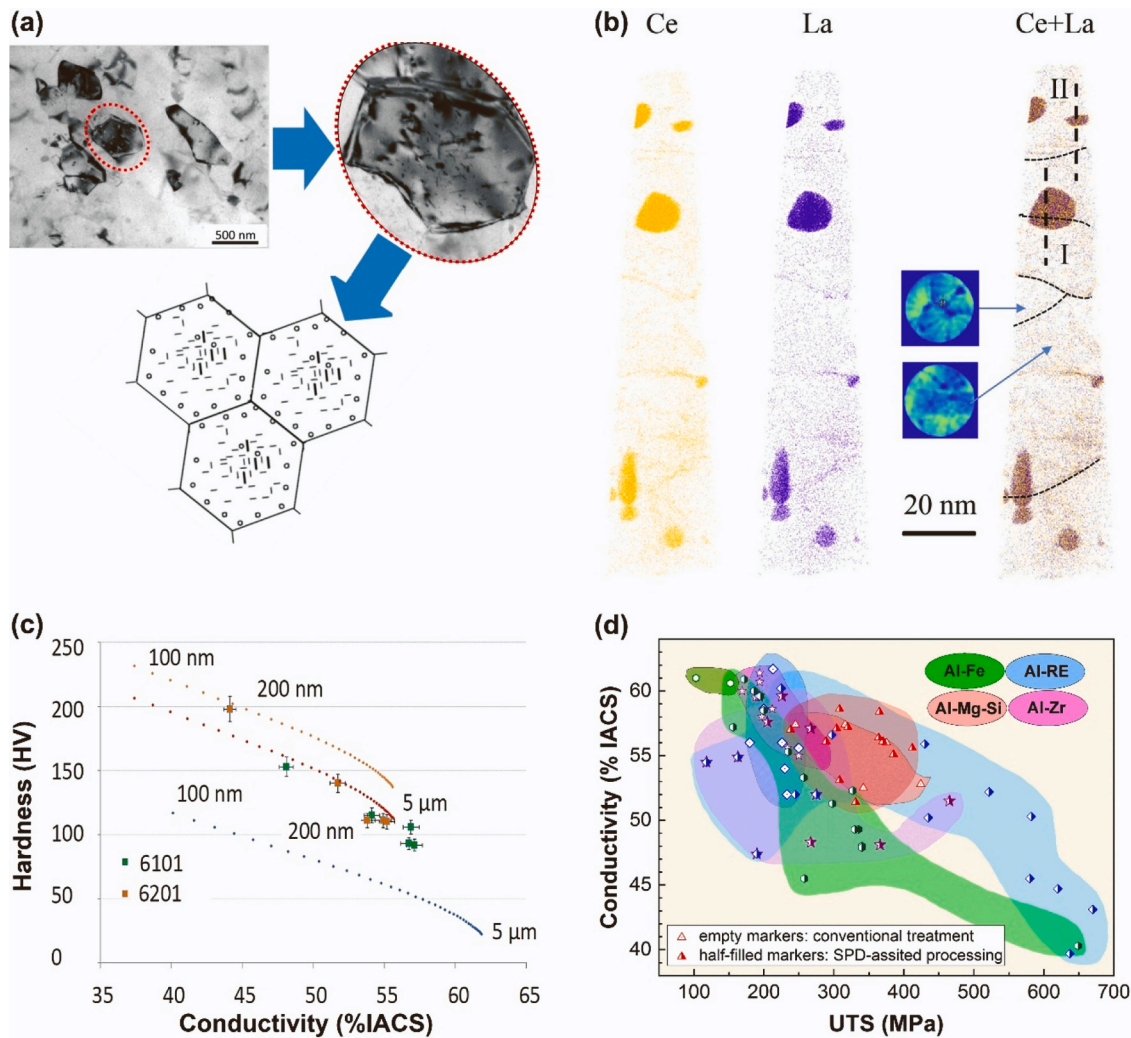 (a)
500 nm
(b)
Ce
La
Ce+La
II
I
20 nm
(c)
250
200
150
100
50
0
Hardness (HV)
100 nm
200 nm
5 µm
100 nm
200 nm
5 µm
6101
6201
35
40
45
50
55
60
65
Conductivity (%IACS)
(d)
60
55
50
45
40
Conductivity (% IACS)
Al-Fe
Al-RE
Al-Mg-Si
Al-Zr
empty markers: conventional treatment
half-filled markers: SPD-assited processing
100
200
300
400
500
600
700
UTS (MPa)